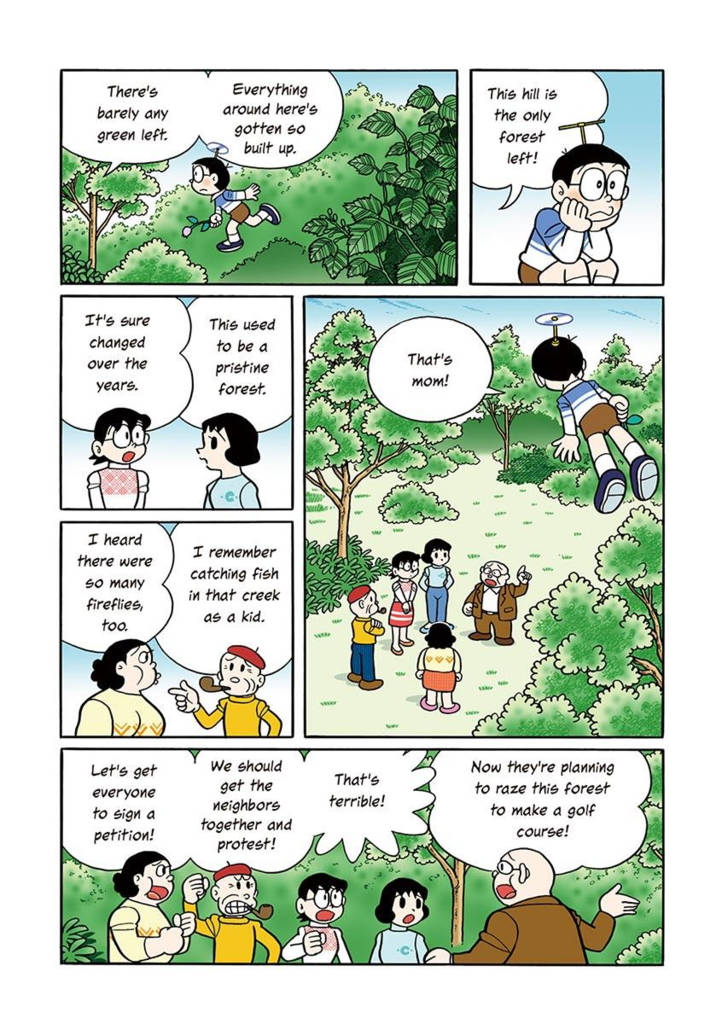 This hill is
the only
forest
left!
Everything
around here's
gotten so
built up.
There's
barely any
green left.
That's
mom!
This used
to be a
pristine
forest.
It's sure
changed
over the
years.
I remember
catching fish
in that creek
as a kid.
I heard
there were
so many
fireflies,
too.
Now they're planning
to raze this forest
to make a golf
course!
That's
terrible!
We should
get the
neighbors
together and
protest!
Let's get
everyone
to sign a
petition!